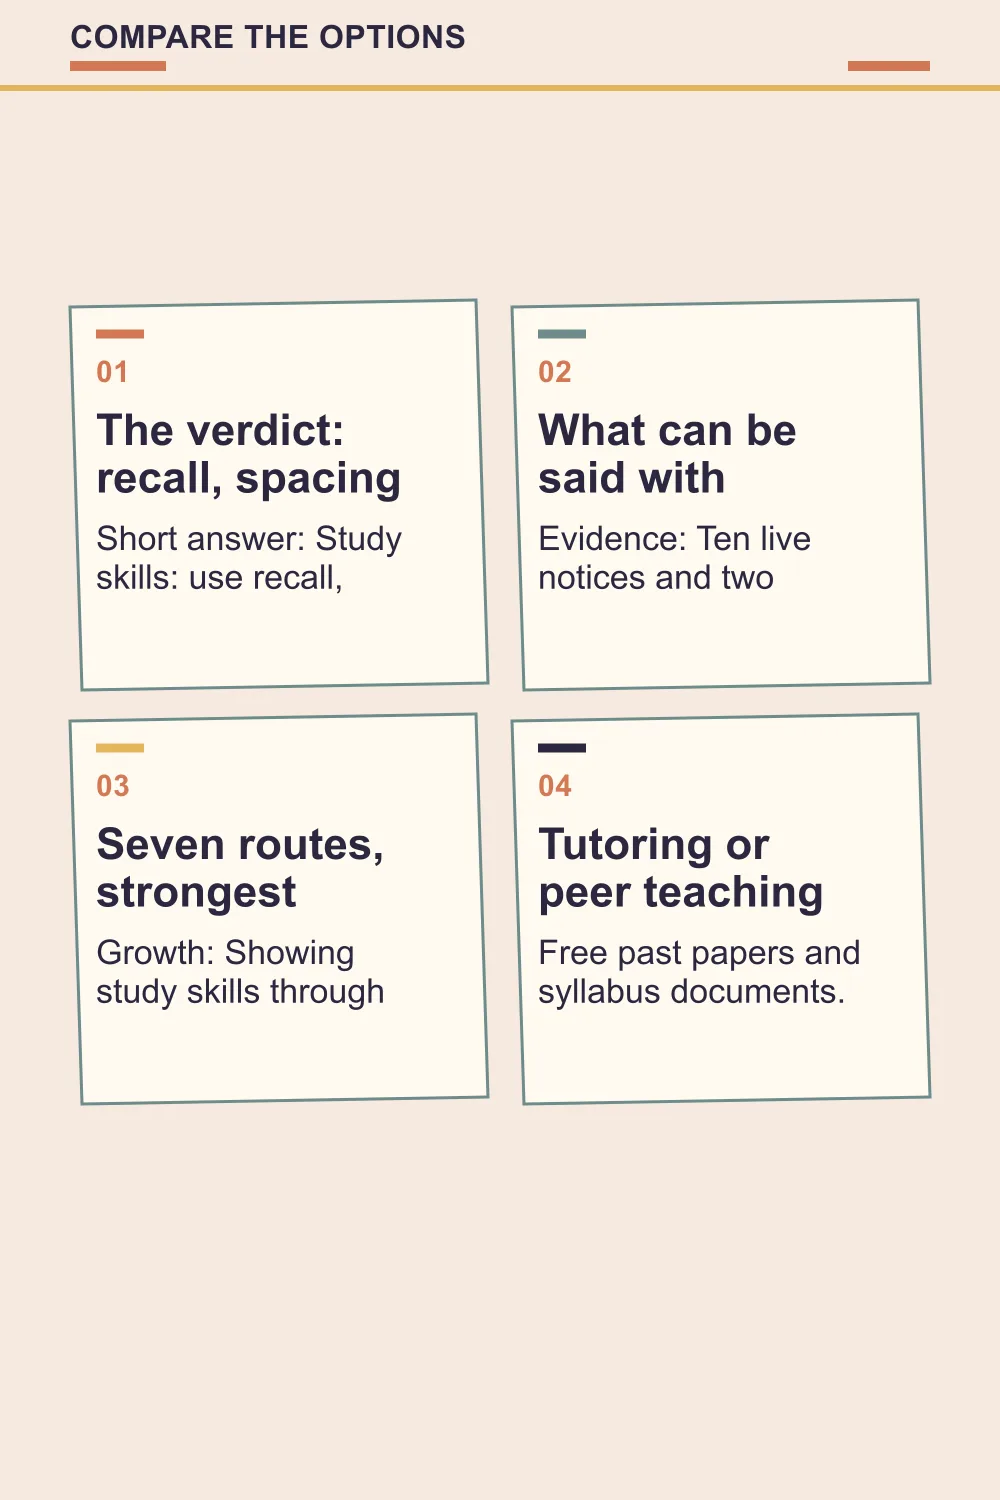 COMPARE THE OPTIONS
01
The verdict:
recall, spacing
Short answer: Study
skills: use recall,
02
What can be
said with
Evidence: Ten live
notices and two
03
Seven routes,
strongest
Growth: Showing
study skills through
04
Tutoring or
peer teaching
Free past papers and
syllabus documents.